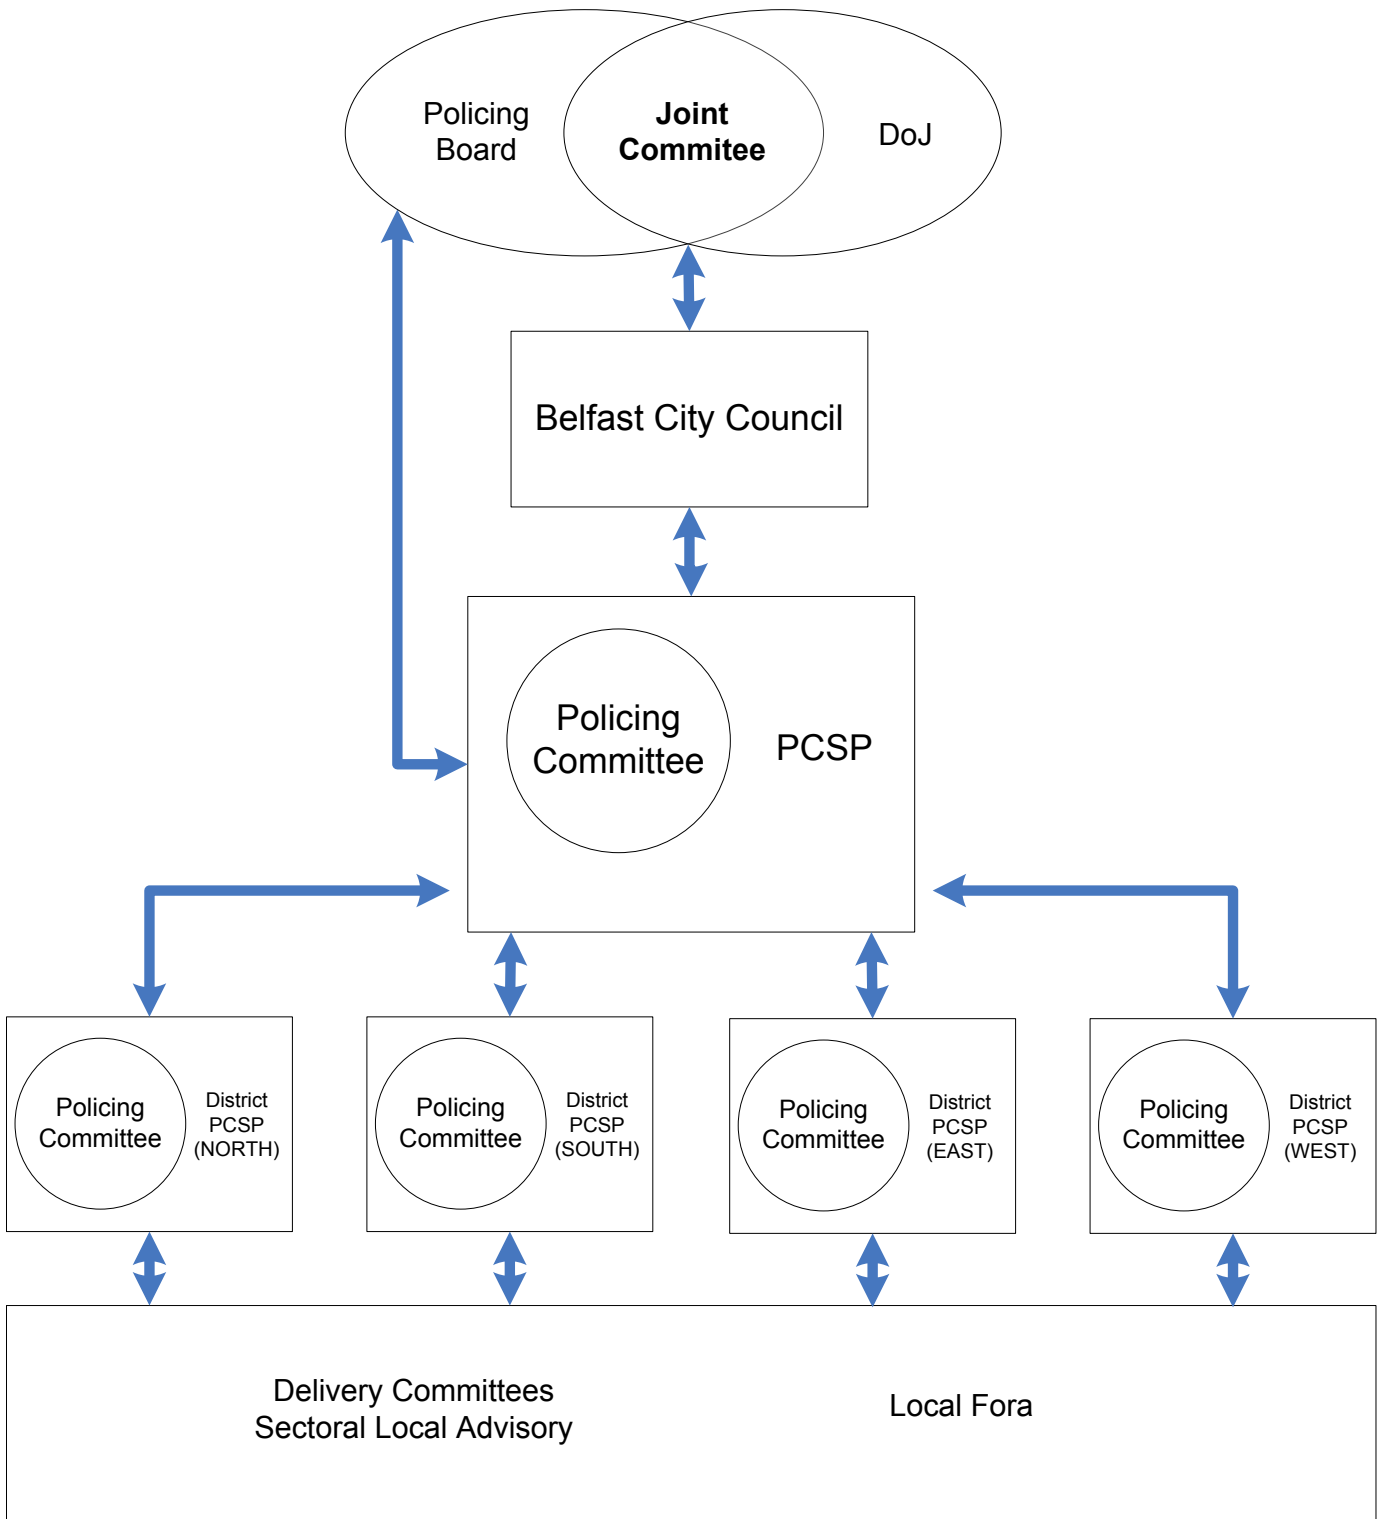 Policing
Board
Joint
Commitee
DoJ
Belfast City Council
Policing
Committee
PCSP
Policing
Committee
District
PCSP
(NORTH)
Policing
Committee
District
PCSP
(SOUTH)
Policing
Committee
District
PCSP
(EAST)
Policing
Committee
District
PCSP
(WEST)
Delivery Committees
Sectoral Local Advisory
Local Fora